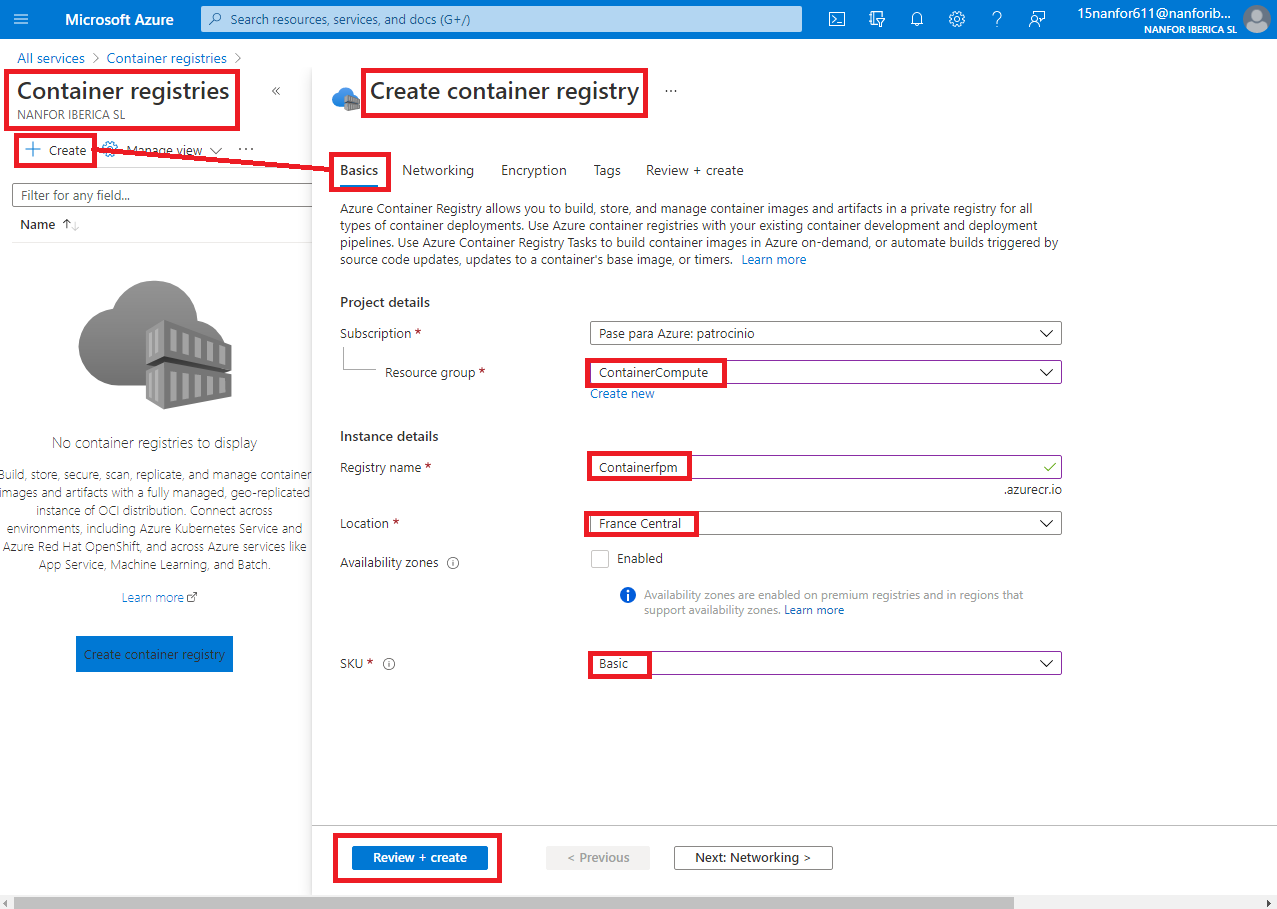 Microsoft Azure
Search resources, services, and docs (G+/)
15nanfor611@nanforib...
NANFOR IBERICA SL
All services > Container registries >
Container registries
NANFOR IBERICA SL
+ Create
Manage view
...
Filter for any field...
Name
No container registries to display
Build, store, secure, scan, replicate, and manage container
images and artifacts with a fully managed, geo-replicated
instance of OCI distribution. Connect across
environments, including Azure Kubernetes Service and
Azure Red Hat OpenShift, and across Azure services like
App Service, Machine Learning, and Batch.
Learn more
Create container registry
Create container registry
...
Basics Networking Encryption Tags Review + create
Azure Container Registry allows you to build, store, and manage container images and artifacts in a private registry for all
types of container deployments. Use Azure container registries with your existing container development and deployment
pipelines. Use Azure Container Registry Tasks to build container images in Azure on-demand, or automate builds triggered by
source code updates, updates to a container's base image, or timers. Learn more
Project details
Subscription * Pase para Azure: patrocinio
Resource group * ContainerCompute
Create new
Instance details
Registry name * Containerfpm
.azurecr.io
Location * France Central
Availability zones Enabled
Availability zones are enabled on premium registries and in regions that
support availability zones. Learn more
SKU * Basic
Review + create < Previous Next: Networking >